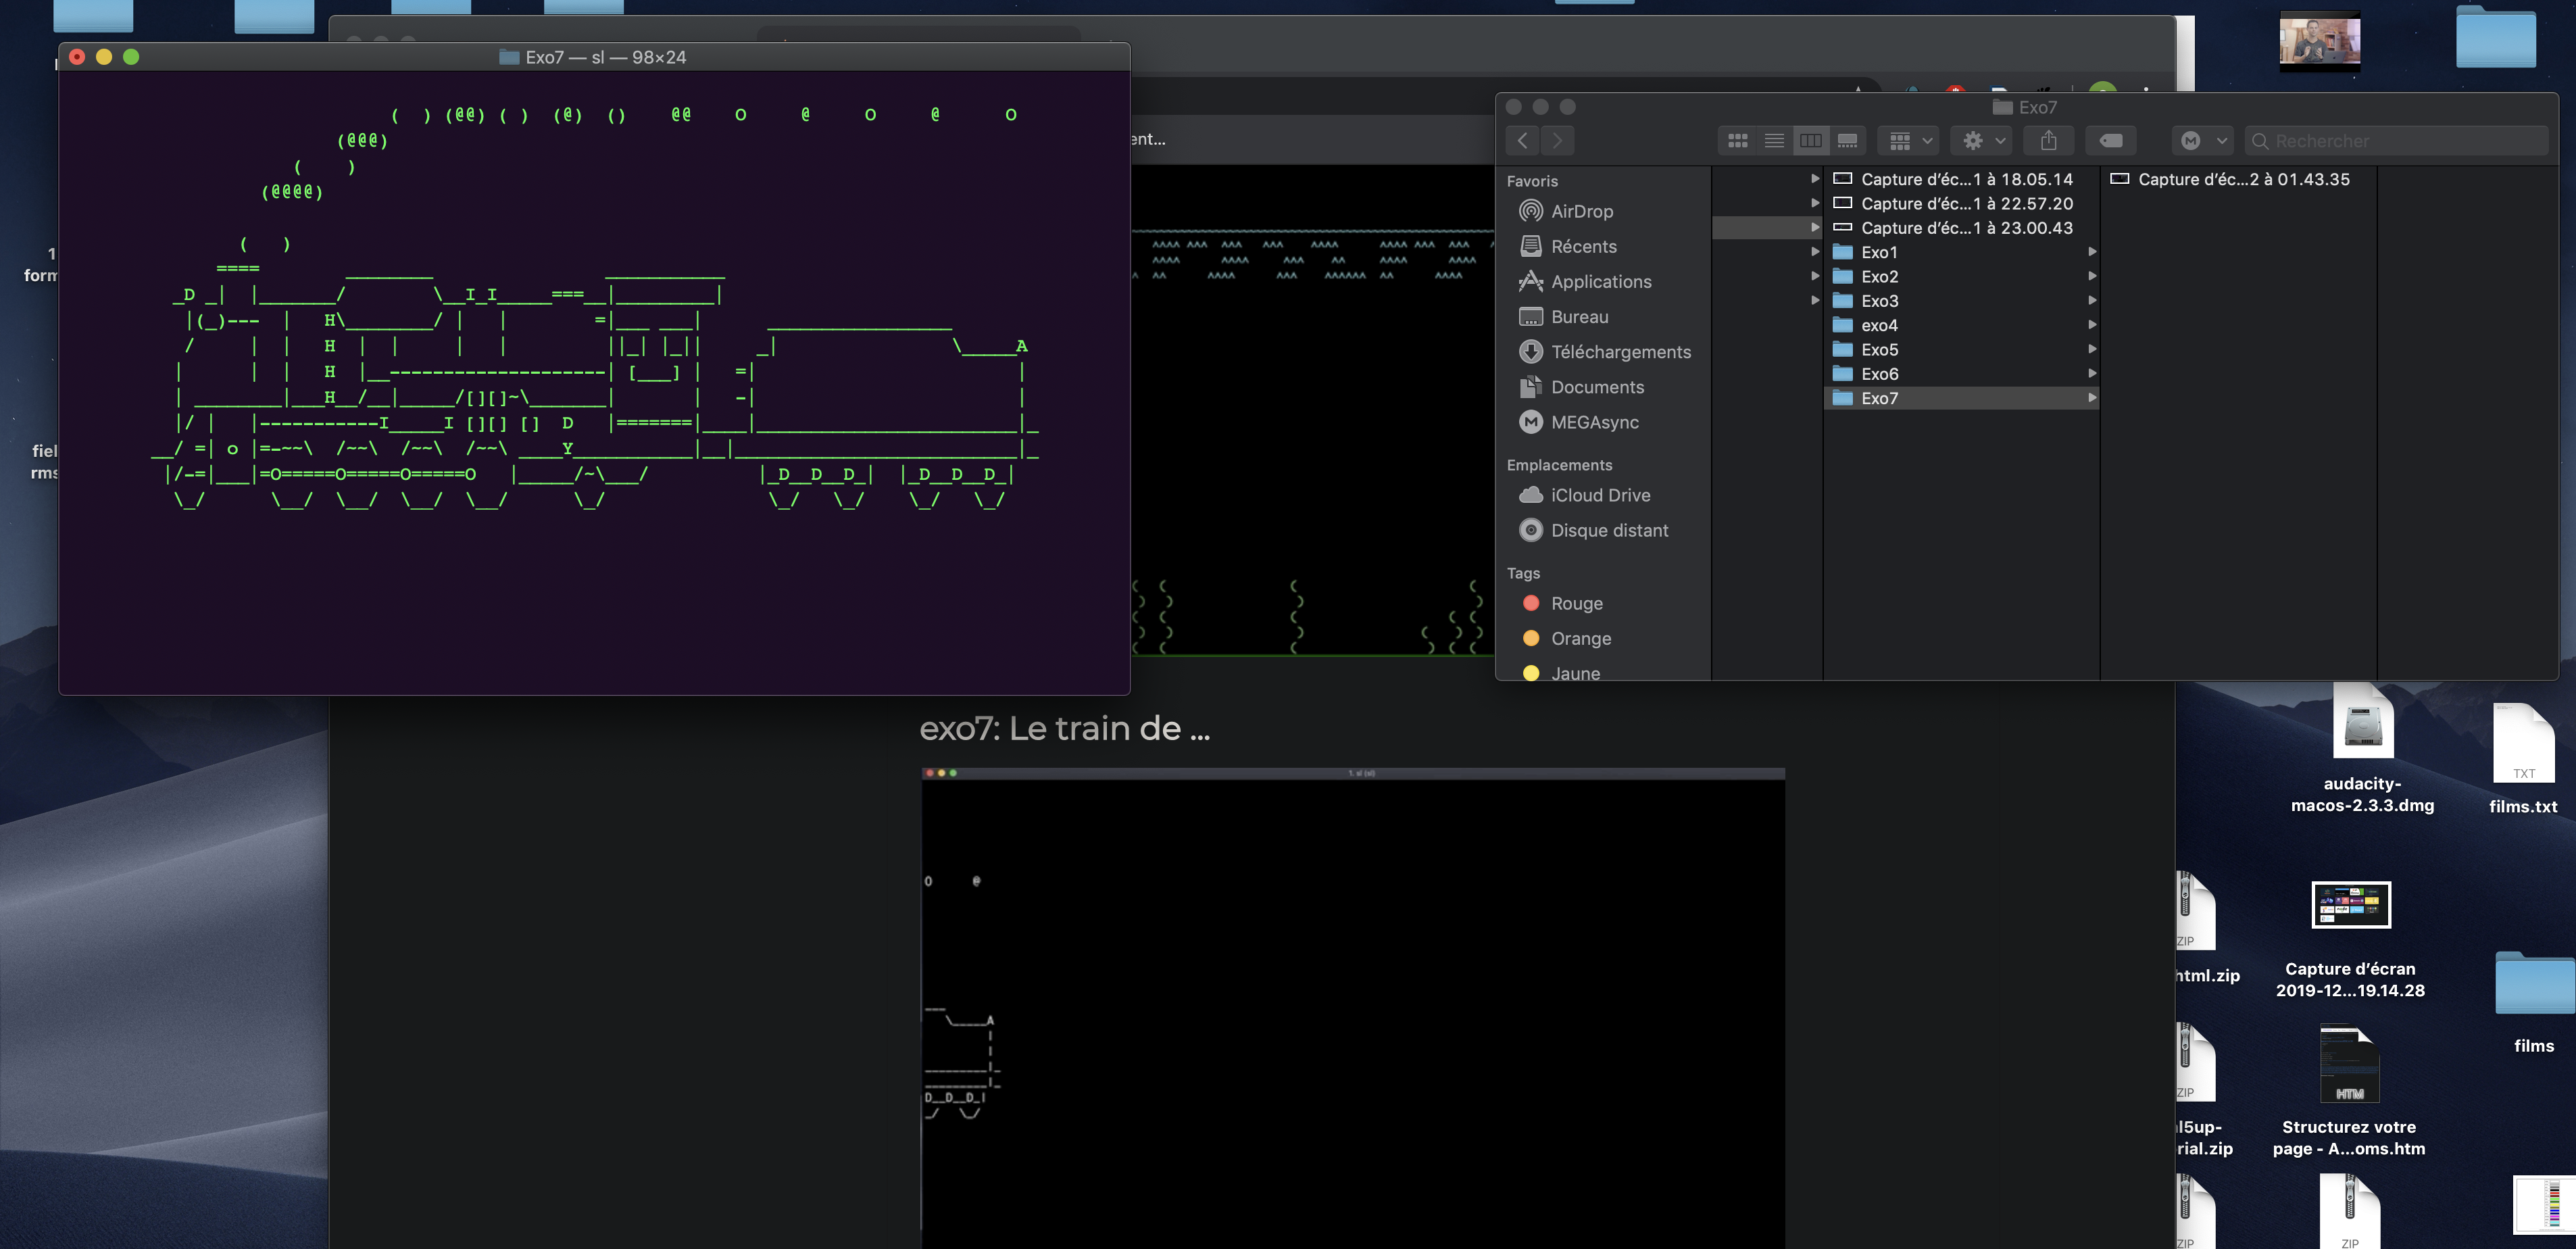 Exo7 — sl — 98×24
(  ) (@@) ( )  (@)  ()    @@    O     @     O     @      O
(@@@)
(    )
(@@@@)
(   )
====        ________                ___________
_D _|  |_______/        \__I_I_____===__|_________|
|(_)---  |   H\________/ |   |        =|___ ___|      _________________
/     |  |   H  |  |     |   |         ||_| |_||     _|                \_____A
|      |  |   H  |__--------------------| [___] |   =|                        |
| ________|___H__/__|_____/[][]~\_______|       |   -|                        |
|/ |   |-----------I_____I [][] []  D   |=======|____|________________________|_
__/ =| o |=-~~\  /~~\  /~~\  /~~\ ____Y___________|__|__________________________|_
|/-=|___|=O=====O=====O=====O   |_____/~\___/          |_D__D__D_|  |_D__D__D_|
\_/      \__/  \__/  \__/  \__/      \_/               \_/   \_/    \_/   \_/
ent...
Exo7
Rechercher
Favoris
AirDrop
Récents
Applications
Bureau
Téléchargements
Documents
MEGAsync
Emplacements
iCloud Drive
Disque distant
Tags
Rouge
Orange
Jaune
Capture d’éc...1 à 18.05.14
Capture d’éc...1 à 22.57.20
Capture d’éc...1 à 23.00.43
Exo1
Exo2
Exo3
exo4
Exo5
Exo6
Exo7
Capture d’éc...2 à 01.43.35
1
form
fiel
rms
exo7: Le train de ...
1. sl (sl)
O      @
___
\_____A
D__D__D_|
_/   \_/
audacity-
macos-2.3.3.dmg
TXT
films.txt
ZIP
html.zip
Capture d’écran
2019-12...19.14.28
films
ZIP
l5up-
rial.zip
HTM
Structurez votre
page - A...oms.htm
ZIP
ZIP